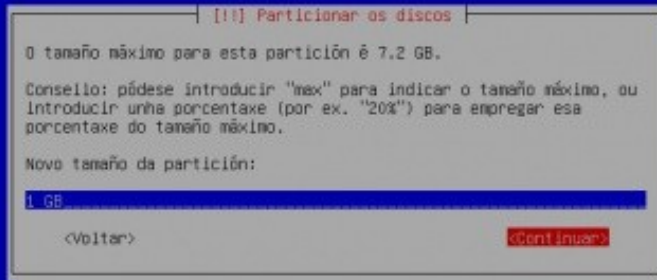 [!!] Particionar os discos
O tamaño máximo para esta partición é 7.2 GB.
Consello: pódese introducir "max" para indicar o tamaño máximo, ou
introducir unha porcentaxe (por ex. "20%") para empregar esa
porcentaxe do tamaño máximo.
Novo tamaño da partición:
1 GB
<Voltar> <Continuar>